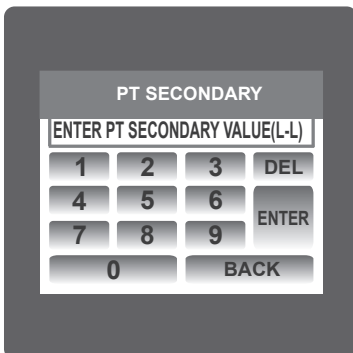 PT SECONDARY
ENTER PT SECONDARY VALUE(L-L)
1 2 3 DEL
4 5 6
ENTER
7 8 9
0 BACK